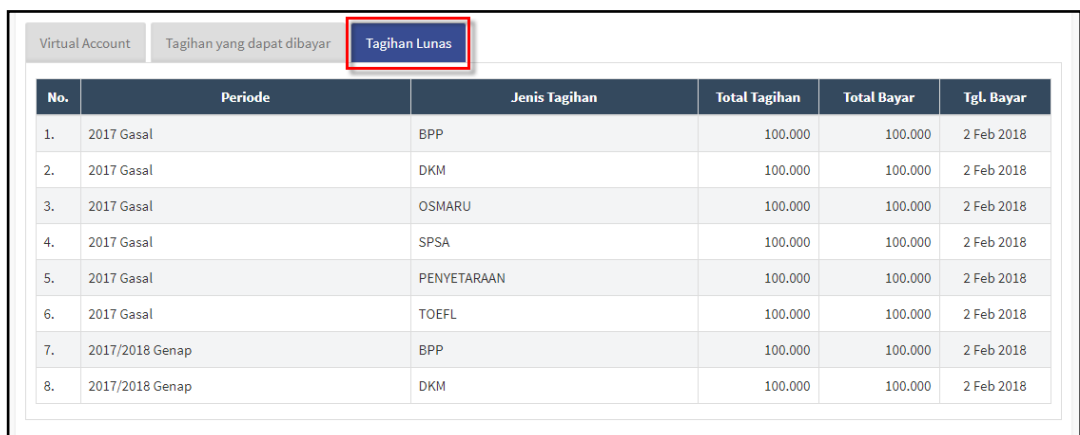 Virtual Account Tagihan yang dapat dibayar Tagihan Lunas
No. Periode Jenis Tagihan Total Tagihan Total Bayar Tgl. Bayar
1. 2017 Gasal BPP 100.000 100.000 2 Feb 2018
2. 2017 Gasal DKM 100.000 100.000 2 Feb 2018
3. 2017 Gasal OSMARU 100.000 100.000 2 Feb 2018
4. 2017 Gasal SPSA 100.000 100.000 2 Feb 2018
5. 2017 Gasal PENYETARAAN 100.000 100.000 2 Feb 2018
6. 2017 Gasal TOEFL 100.000 100.000 2 Feb 2018
7. 2017/2018 Genap BPP 100.000 100.000 2 Feb 2018
8. 2017/2018 Genap DKM 100.000 100.000 2 Feb 2018